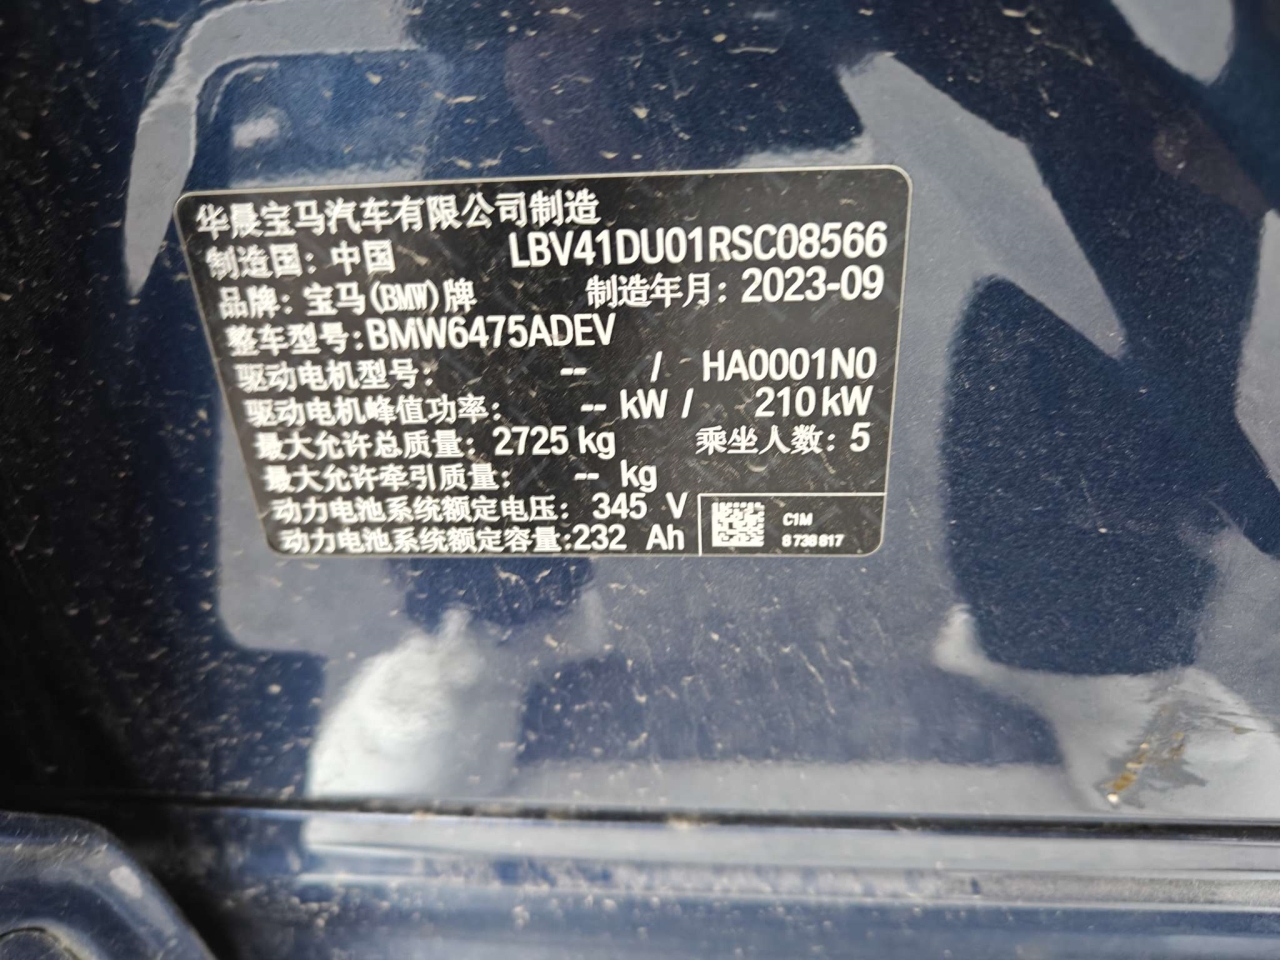 华晨宝马汽车有限公司制造
制造国：中国 LBV41DU01RSC08566
品牌：宝马(BMW)牌 制造年月：2023-09
整车型号：BMW6475ADEV
驱动电机型号： -- / HA0001N0
驱动电机峰值功率： -- kW / 210 kW
最大允许总质量：2725 kg 乘坐人数：5
最大允许牵引质量： -- kg
动力电池系统额定电压： 345 V
动力电池系统额定容量:232 Ah
C1M